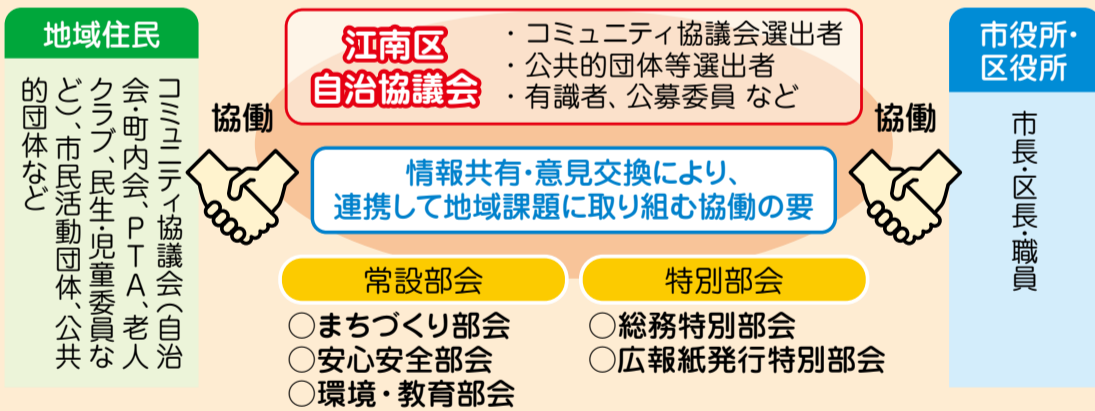 地域住民
コミュニティ協議会(自治
会・町内会、PTA、老人
クラブ、民生・児童委員な
ど)、市民活動団体、公共
的団体など
協働
江南区
自治協議会
・コミュニティ協議会選出者
・公共的団体等選出者
・有識者、公募委員 など
情報共有・意見交換により、
連携して地域課題に取り組む協働の要
常設部会
○まちづくり部会
○安心安全部会
○環境・教育部会
特別部会
○総務特別部会
○広報紙発行特別部会
協働
市役所・
区役所
市長・区長・職員